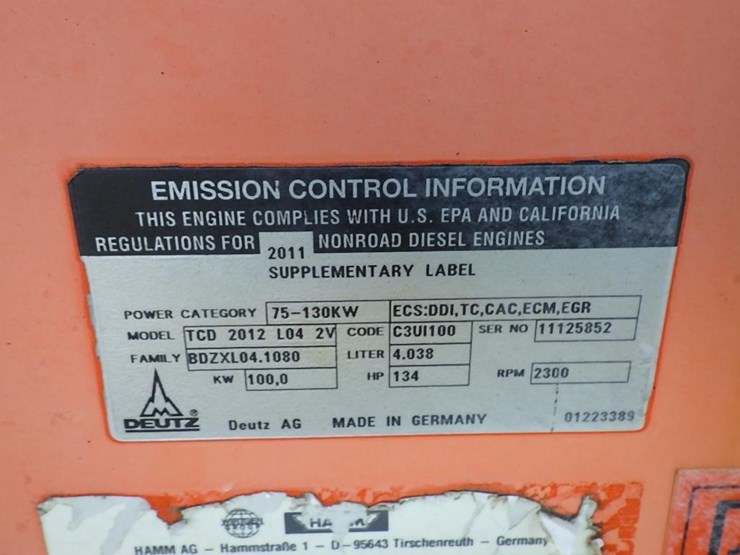 EMISSION CONTROL INFORMATION
THIS ENGINE COMPLIES WITH U.S. EPA AND CALIFORNIA
REGULATIONS FOR 2011 NONROAD DIESEL ENGINES
SUPPLEMENTARY LABEL
POWER CATEGORY 75-130KW ECS:DDI,TC,CAC,ECM,EGR
MODEL TCD 2012 L04 2V CODE C3UI100 SER NO 11125852
FAMILY BDZXL04.1080 LITER 4.038
KW 100,0 HP 134 RPM 2300
DEUTZ ® Deutz AG MADE IN GERMANY 01223389
HAMM AG – Hammstraße 1 – D – 95643 Tirschenreuth – Germany